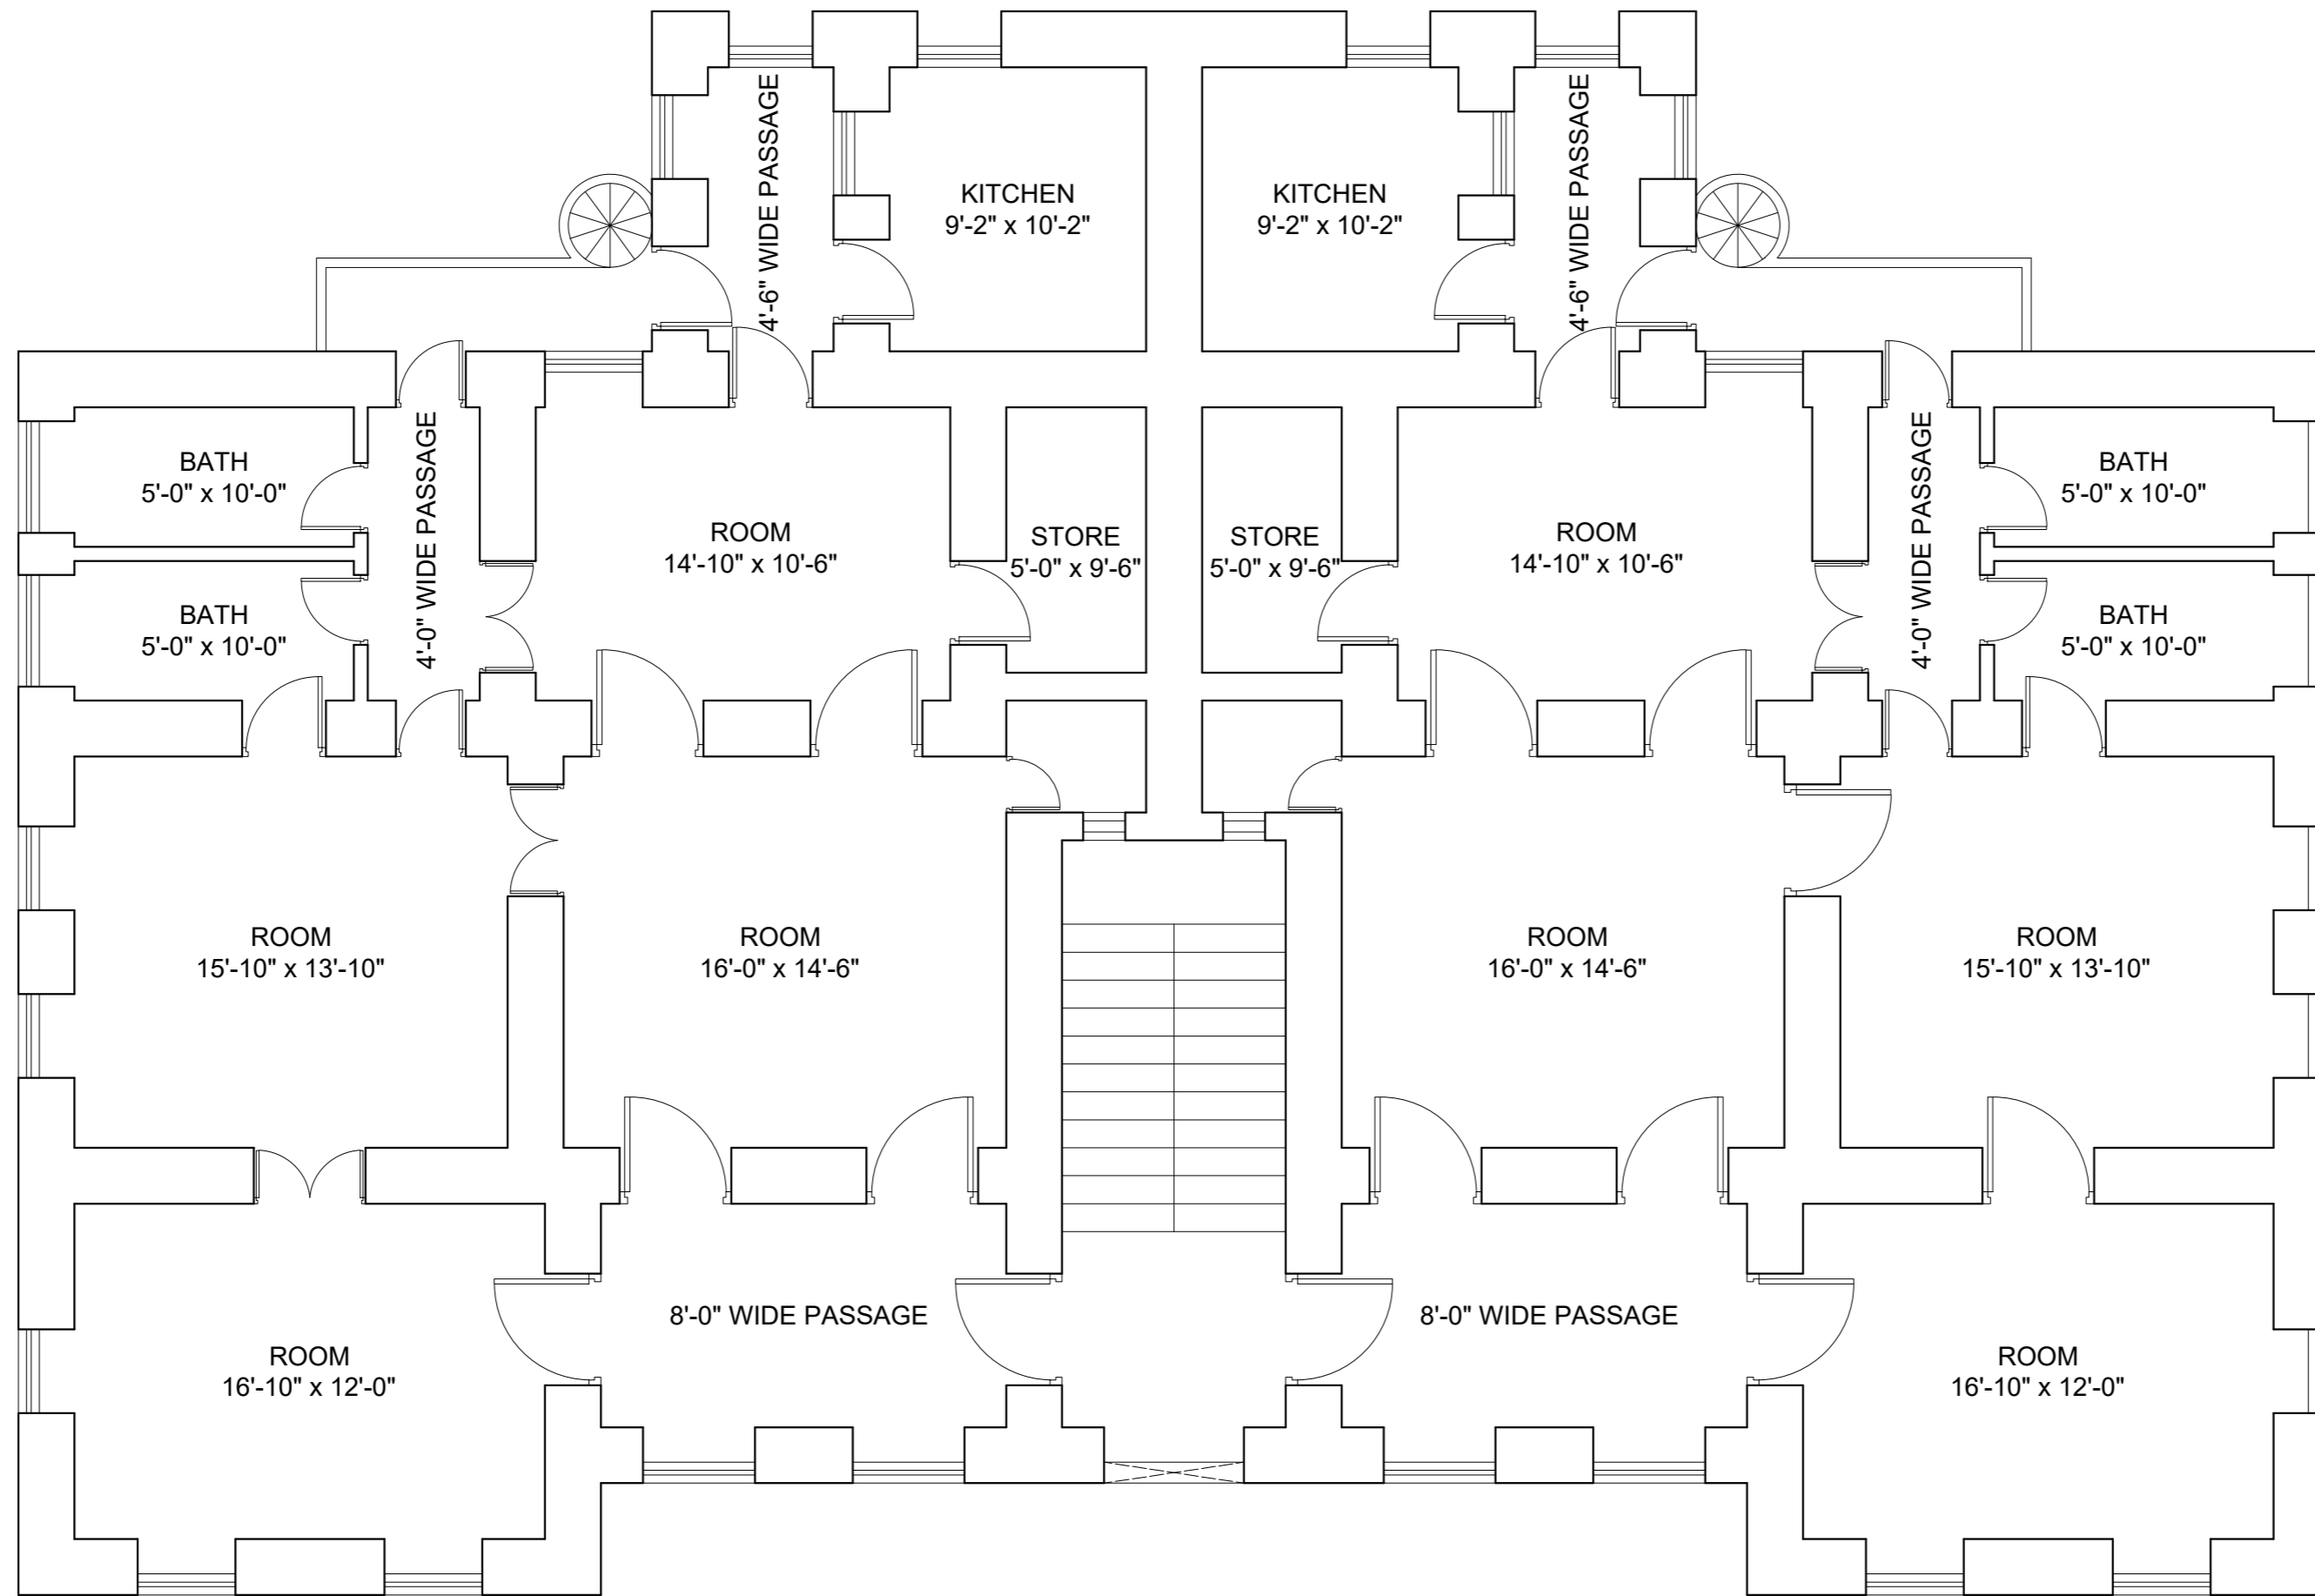 4'-6" WIDE PASSAGE
KITCHEN
9'-2" x 10'-2"
KITCHEN
9'-2" x 10'-2"
4'-6" WIDE PASSAGE
BATH
5'-0" x 10'-0"
4'-0" WIDE PASSAGE
ROOM
14'-10" x 10'-6"
STORE
5'-0" x 9'-6"
STORE
5'-0" x 9'-6"
ROOM
14'-10" x 10'-6"
4'-0" WIDE PASSAGE
BATH
5'-0" x 10'-0"
BATH
5'-0" x 10'-0"
BATH
5'-0" x 10'-0"
ROOM
15'-10" x 13'-10"
ROOM
16'-0" x 14'-6"
ROOM
16'-0" x 14'-6"
ROOM
15'-10" x 13'-10"
8'-0" WIDE PASSAGE
8'-0" WIDE PASSAGE
ROOM
16'-10" x 12'-0"
ROOM
16'-10" x 12'-0"